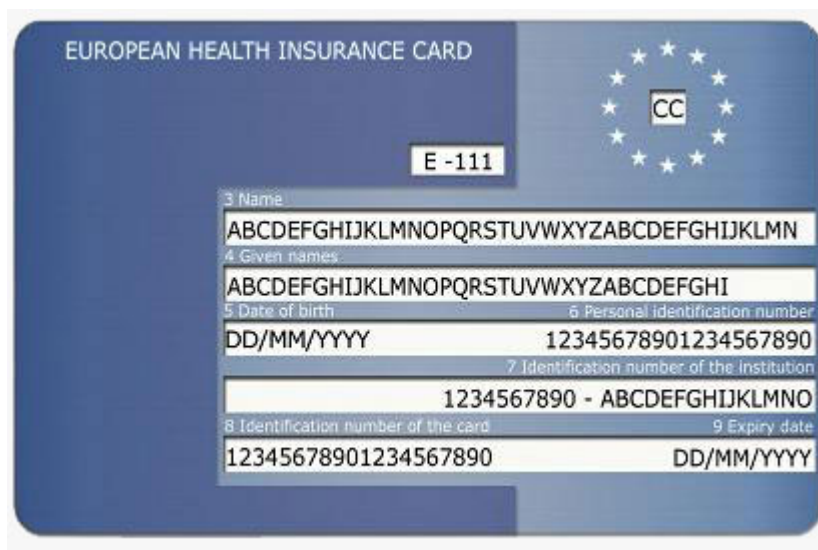 EUROPEAN HEALTH INSURANCE CARD
CC
E -111
3 Name
ABCDEFGHIJKLMNOPQRSTUVWXYZABCDEFGHIJKLMN
4 Given names
ABCDEFGHIJKLMNOPQRSTUVWXYZABCDEFGHI
5 Date of birth 6 Personal identification number
DD/MM/YYYY 12345678901234567890
7 Identification number of the institution
1234567890 - ABCDEFGHIJKLMNO
8 Identification number of the card 9 Expiry date
12345678901234567890 DD/MM/YYYY